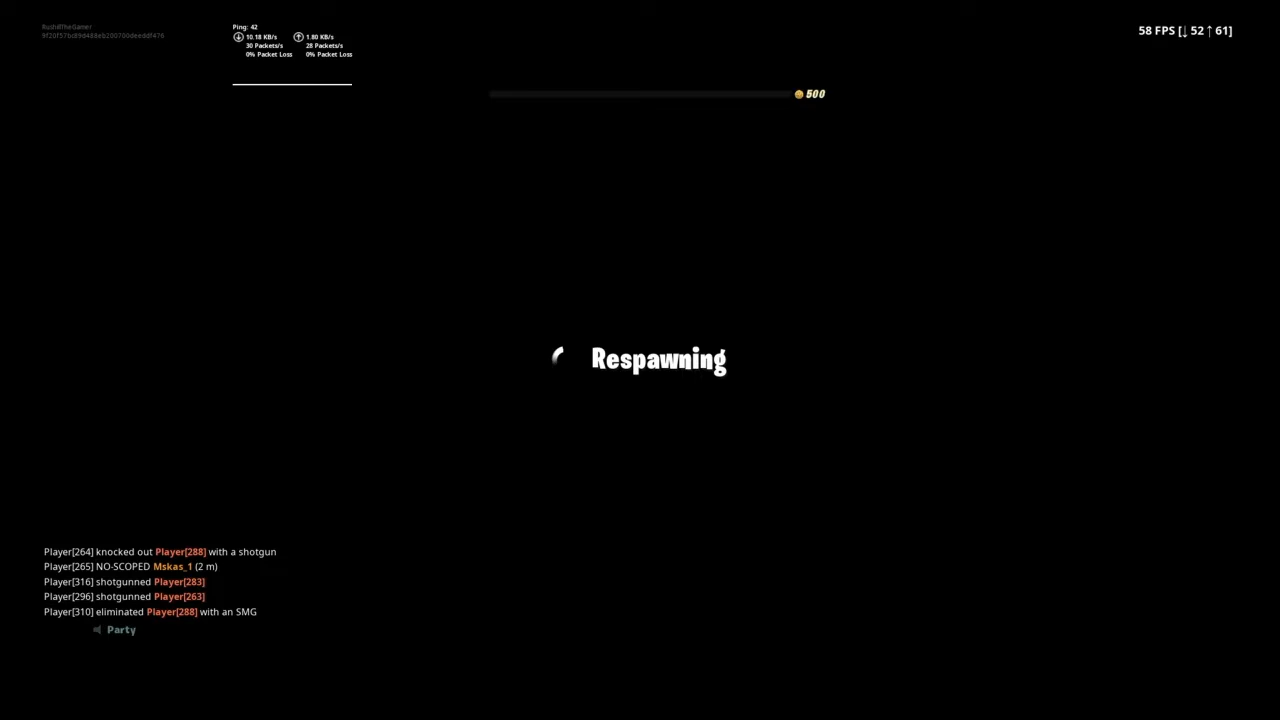 RushilTheGamer
Ping: 42
10.18 KB/s 1.80 KB/s
30 Packets/s 28 Packets/s
0% Packet Loss 0% Packet Loss
58 FPS [↓ 52 ↑ 61]
500
Respawning
Player[264] knocked out Player[288] with a shotgun
Player[265] NO-SCOPED Mskas_1 (2 m)
Player[316] shotgunned Player[283]
Player[296] shotgunned Player[263]
Player[310] eliminated Player[288] with an SMG
Party